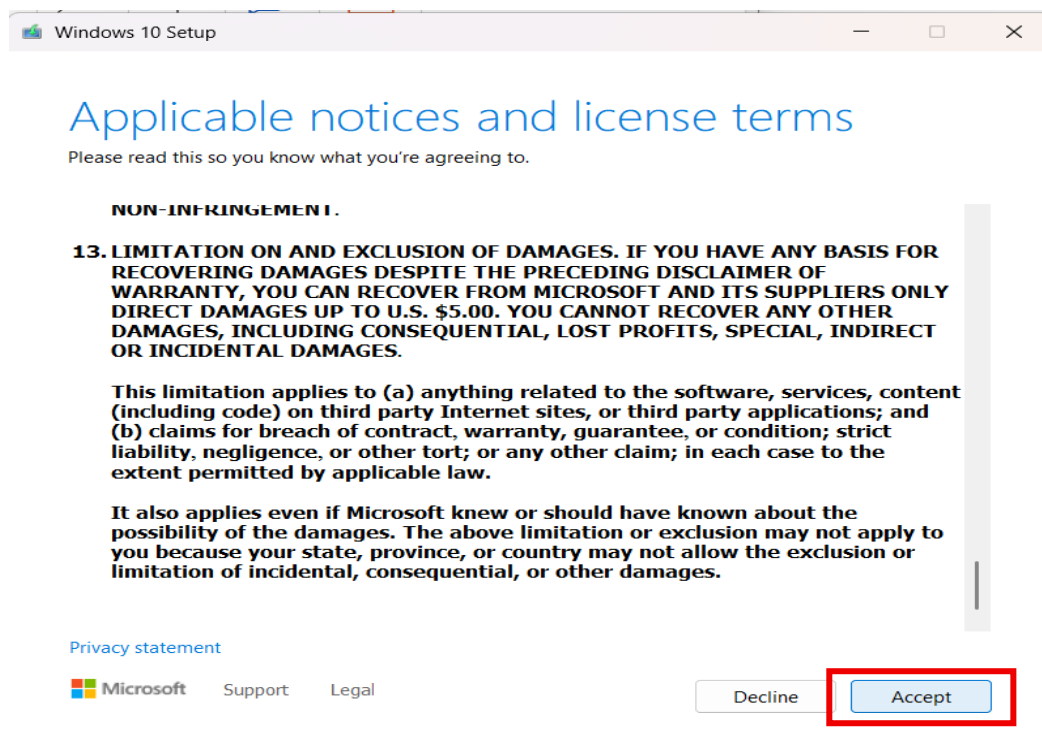 Windows 10 Setup
Applicable notices and license terms
Please read this so you know what you're agreeing to.
NON-INFRINGEMENT.
13. LIMITATION ON AND EXCLUSION OF DAMAGES. IF YOU HAVE ANY BASIS FOR
RECOVERING DAMAGES DESPITE THE PRECEDING DISCLAIMER OF
WARRANTY, YOU CAN RECOVER FROM MICROSOFT AND ITS SUPPLIERS ONLY
DIRECT DAMAGES UP TO U.S. $5.00. YOU CANNOT RECOVER ANY OTHER
DAMAGES, INCLUDING CONSEQUENTIAL, LOST PROFITS, SPECIAL, INDIRECT
OR INCIDENTAL DAMAGES.
This limitation applies to (a) anything related to the software, services, content
(including code) on third party Internet sites, or third party applications; and
(b) claims for breach of contract, warranty, guarantee, or condition; strict
liability, negligence, or other tort; or any other claim; in each case to the
extent permitted by applicable law.
It also applies even if Microsoft knew or should have known about the
possibility of the damages. The above limitation or exclusion may not apply to
you because your state, province, or country may not allow the exclusion or
limitation of incidental, consequential, or other damages.
Privacy statement
Microsoft Support Legal
Decline Accept